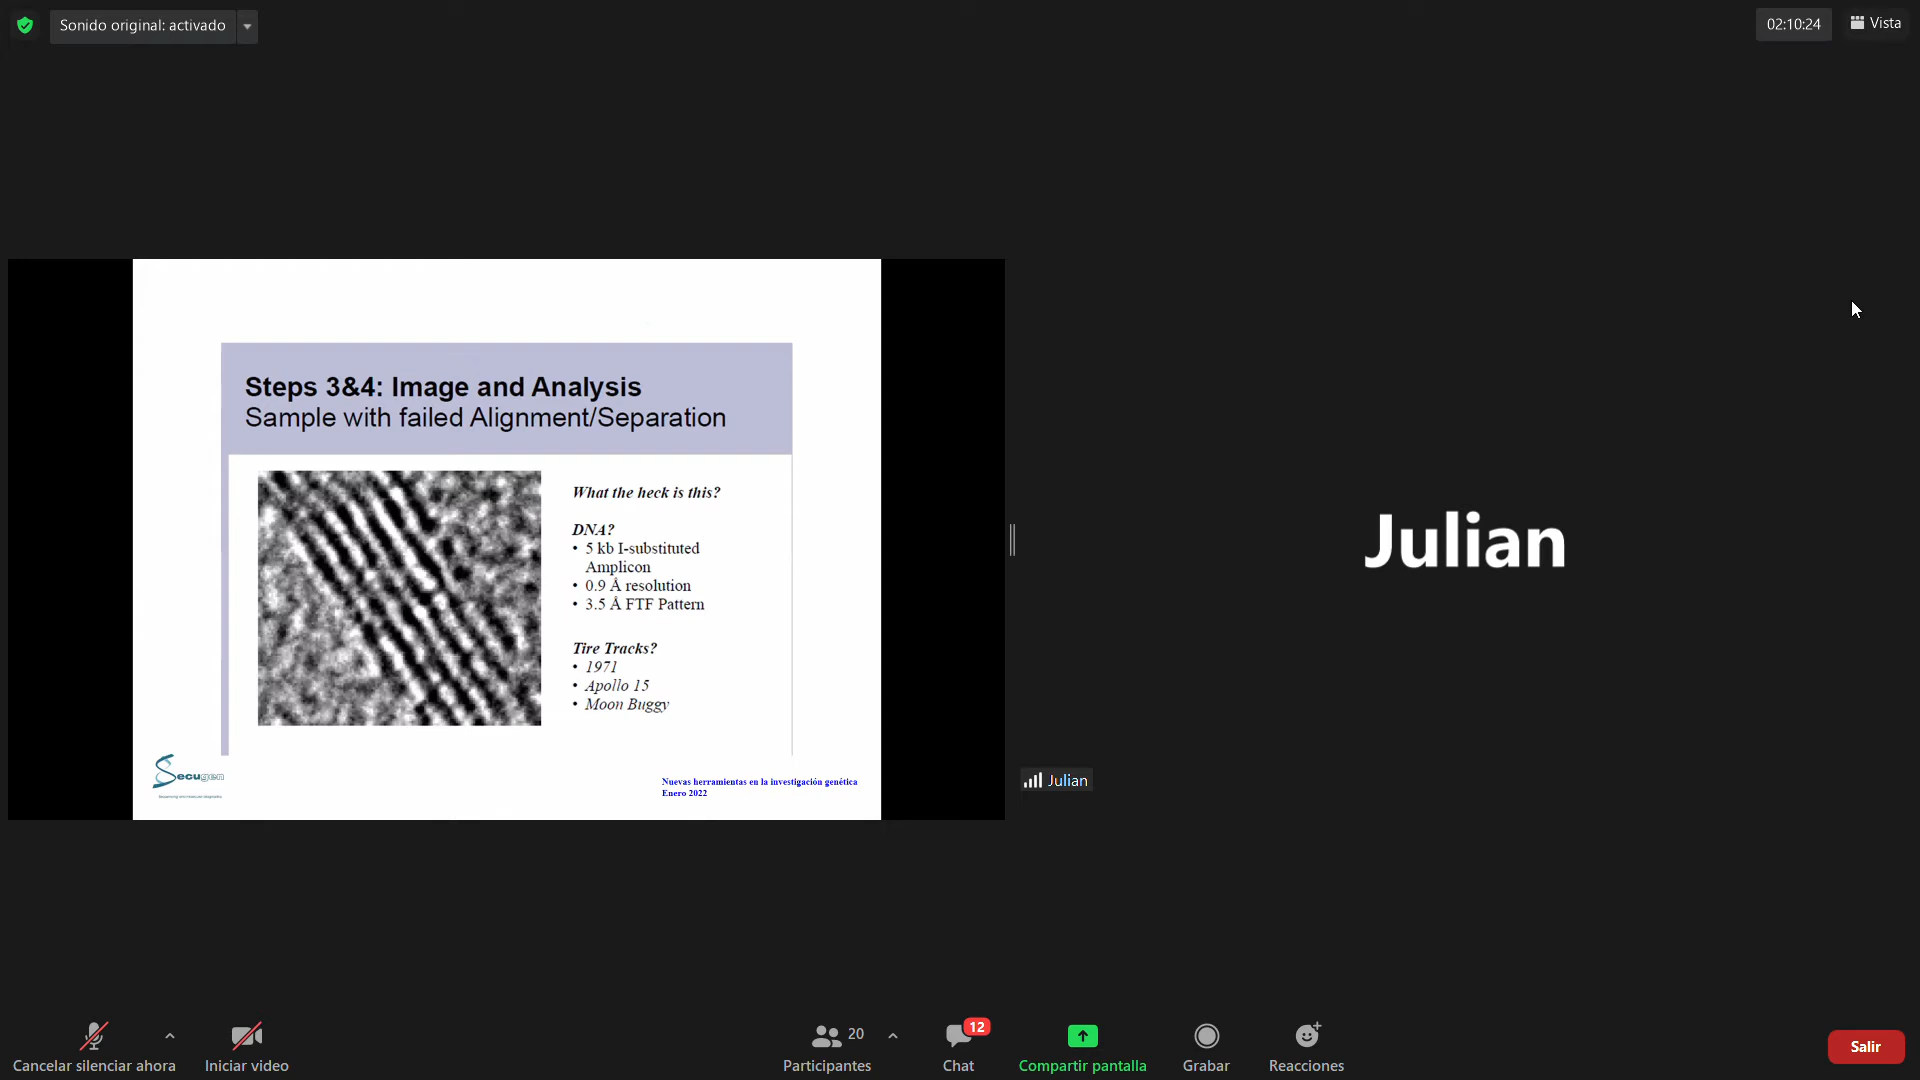 Sonido original: activado
02:10:24
Vista
Steps 3&4: Image and Analysis
Sample with failed Alignment/Separation
What the heck is this?
DNA?
• 5 kb I-substituted
Amplicon
• 0.9 Å resolution
• 3.5 Å FTF Pattern
Tire Tracks?
• 1971
• Apollo 15
• Moon Buggy
Secugen
Nuevas herramientas en la investigación genética
Enero 2022
Julian
Julian
Cancelar silenciar ahora
Iniciar video
20
Participantes
12
Chat
Compartir pantalla
Grabar
Reacciones
Salir